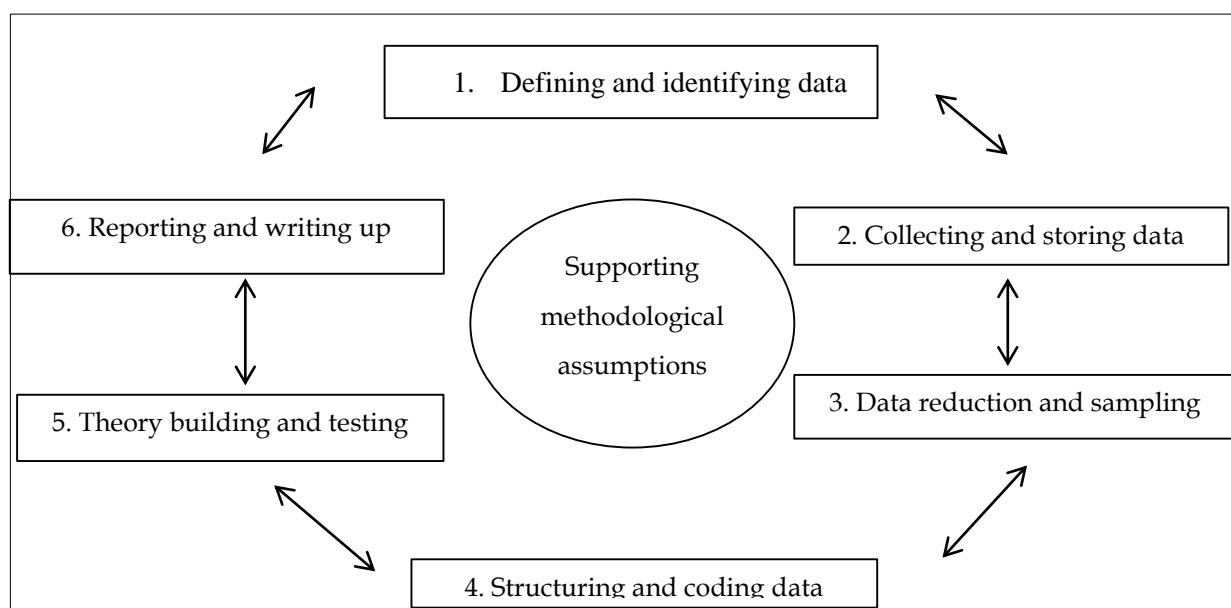 1. Defining and identifying data
6. Reporting and writing up
2. Collecting and storing data
Supporting
methodological
assumptions
5. Theory building and testing
3. Data reduction and sampling
4. Structuring and coding data